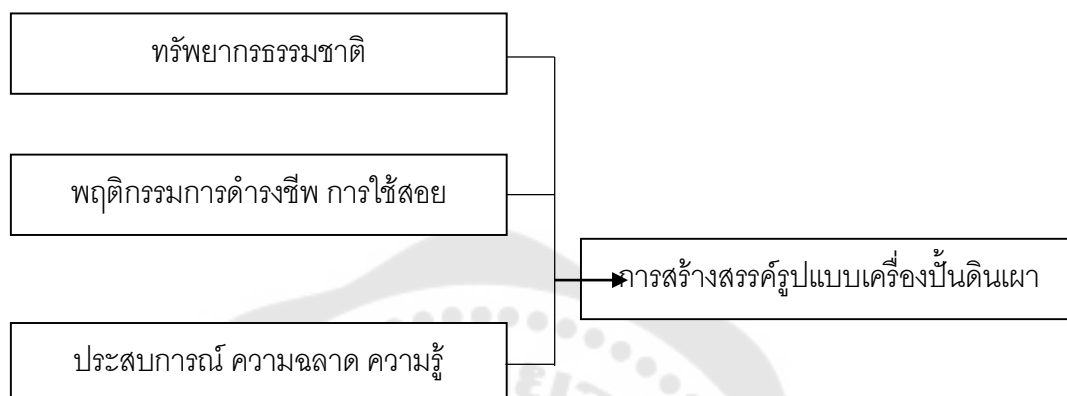 ทรัพยากรธรรมชาติ
พฤติกรรมการดำรงชีพ การใช้สอย
การสร้างสรรค์รูปแบบเครื่องปั้นดินเผา
ประสบการณ์ ความฉลาด ความรู้